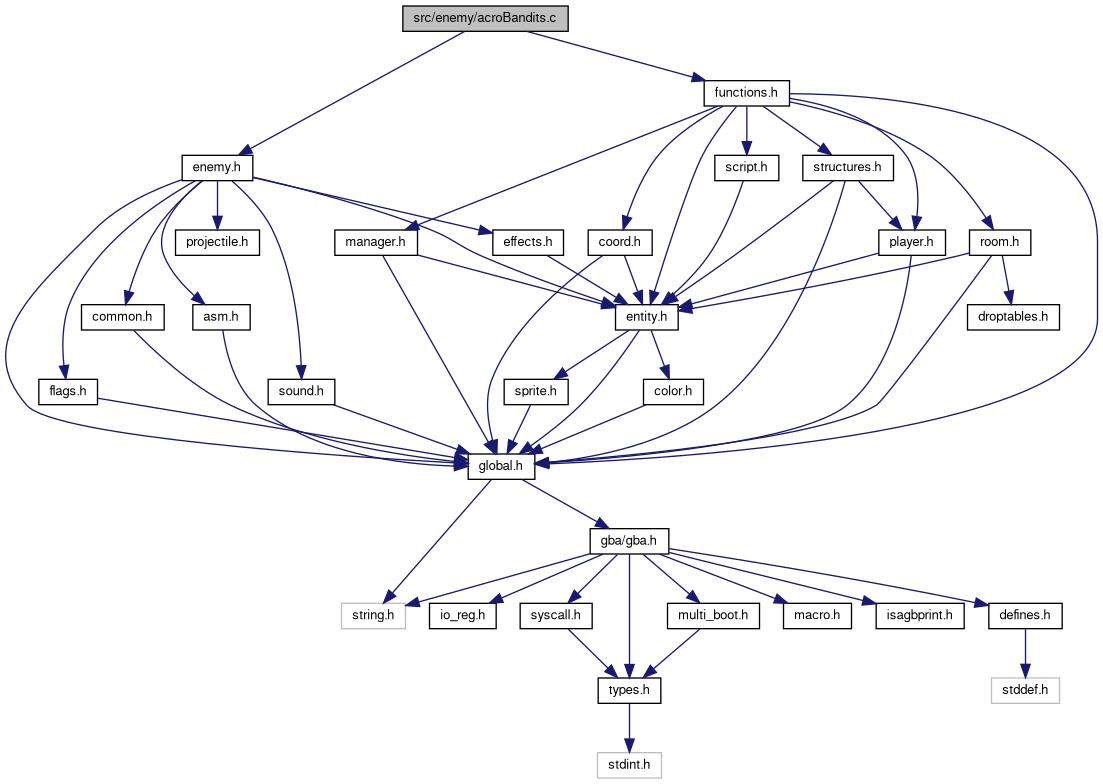 src/enemy/acroBandits.c
functions.h
enemy.h
script.h
structures.h
projectile.h
manager.h
effects.h
coord.h
player.h
room.h
common.h
asm.h
entity.h
droptables.h
flags.h
sound.h
sprite.h
color.h
global.h
gba/gba.h
string.h
io_reg.h
syscall.h
multi_boot.h
macro.h
isagbprint.h
defines.h
types.h
stddef.h
stdint.h